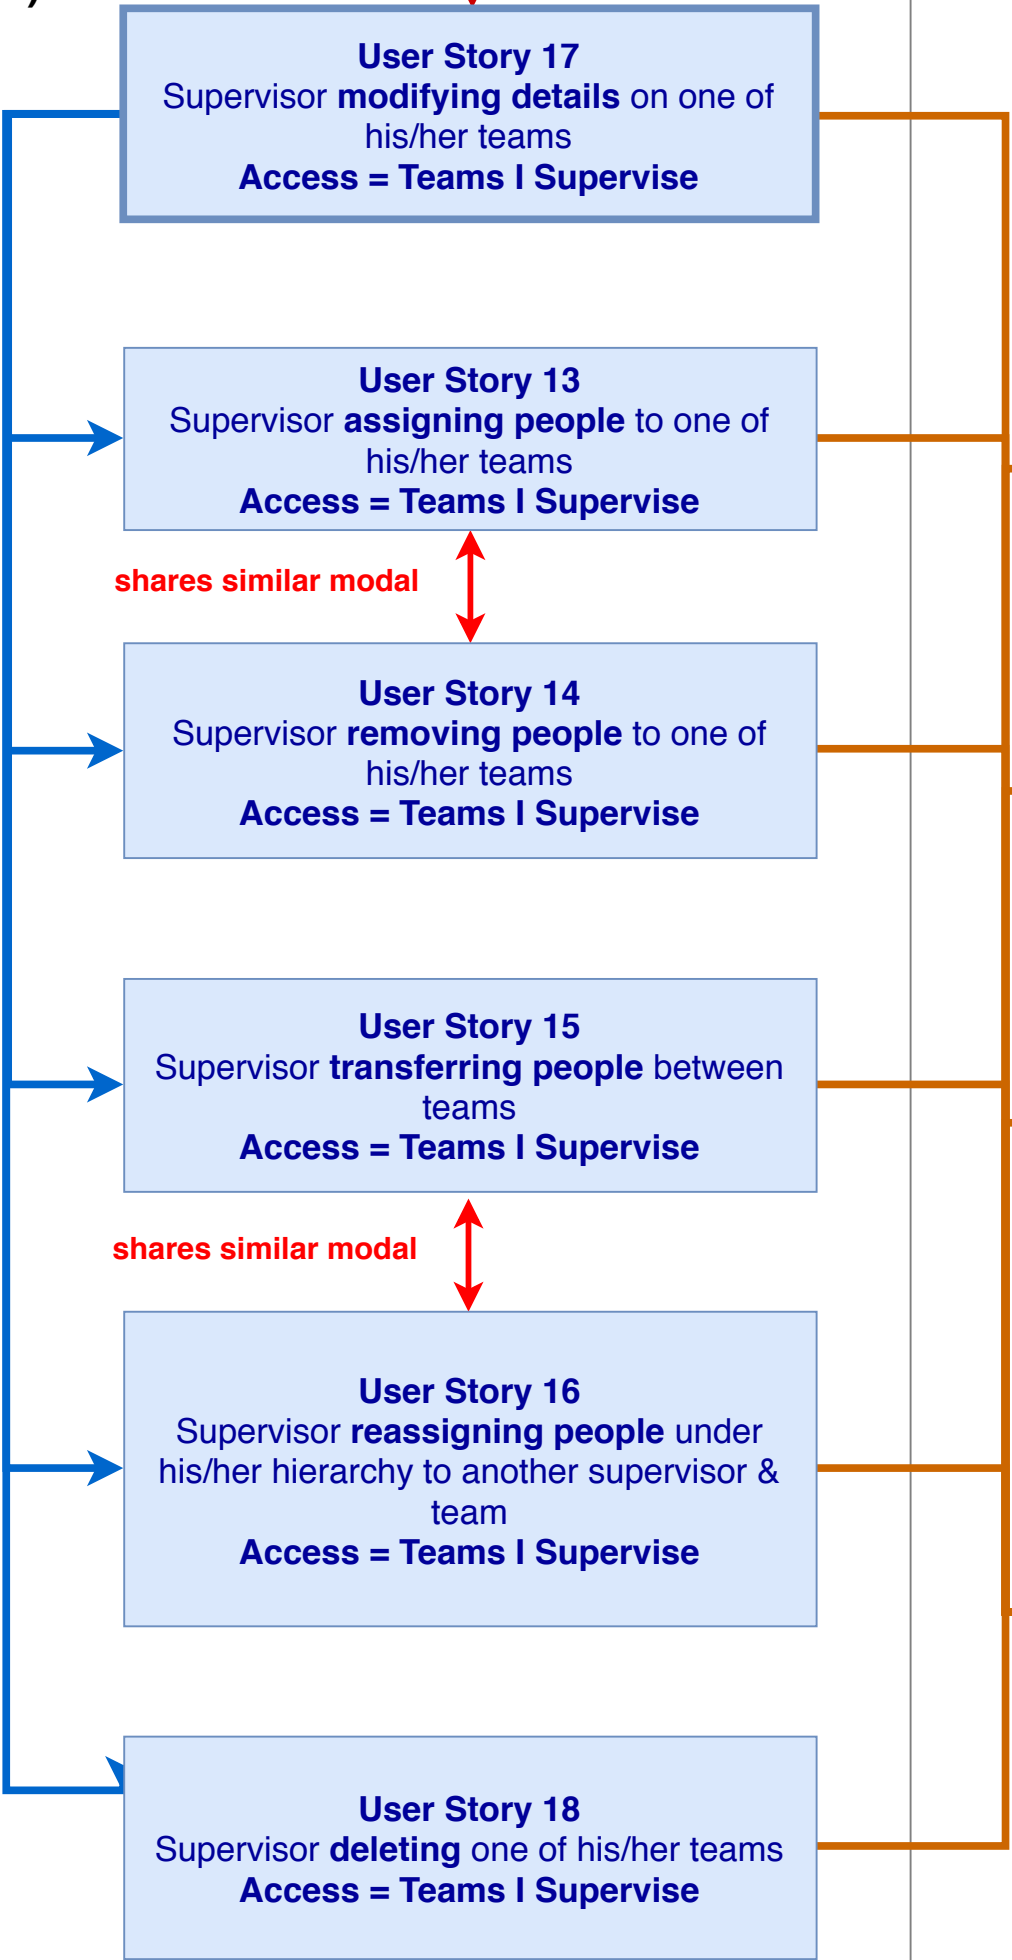 )
User Story 17
Supervisor modifying details on one of
his/her teams
Access = Teams I Supervise
User Story 13
Supervisor assigning people to one of
his/her teams
Access = Teams I Supervise
shares similar modal
User Story 14
Supervisor removing people to one of
his/her teams
Access = Teams I Supervise
User Story 15
Supervisor transferring people between
teams
Access = Teams I Supervise
shares similar modal
User Story 16
Supervisor reassigning people under
his/her hierarchy to another supervisor &
team
Access = Teams I Supervise
User Story 18
Supervisor deleting one of his/her teams
Access = Teams I Supervise